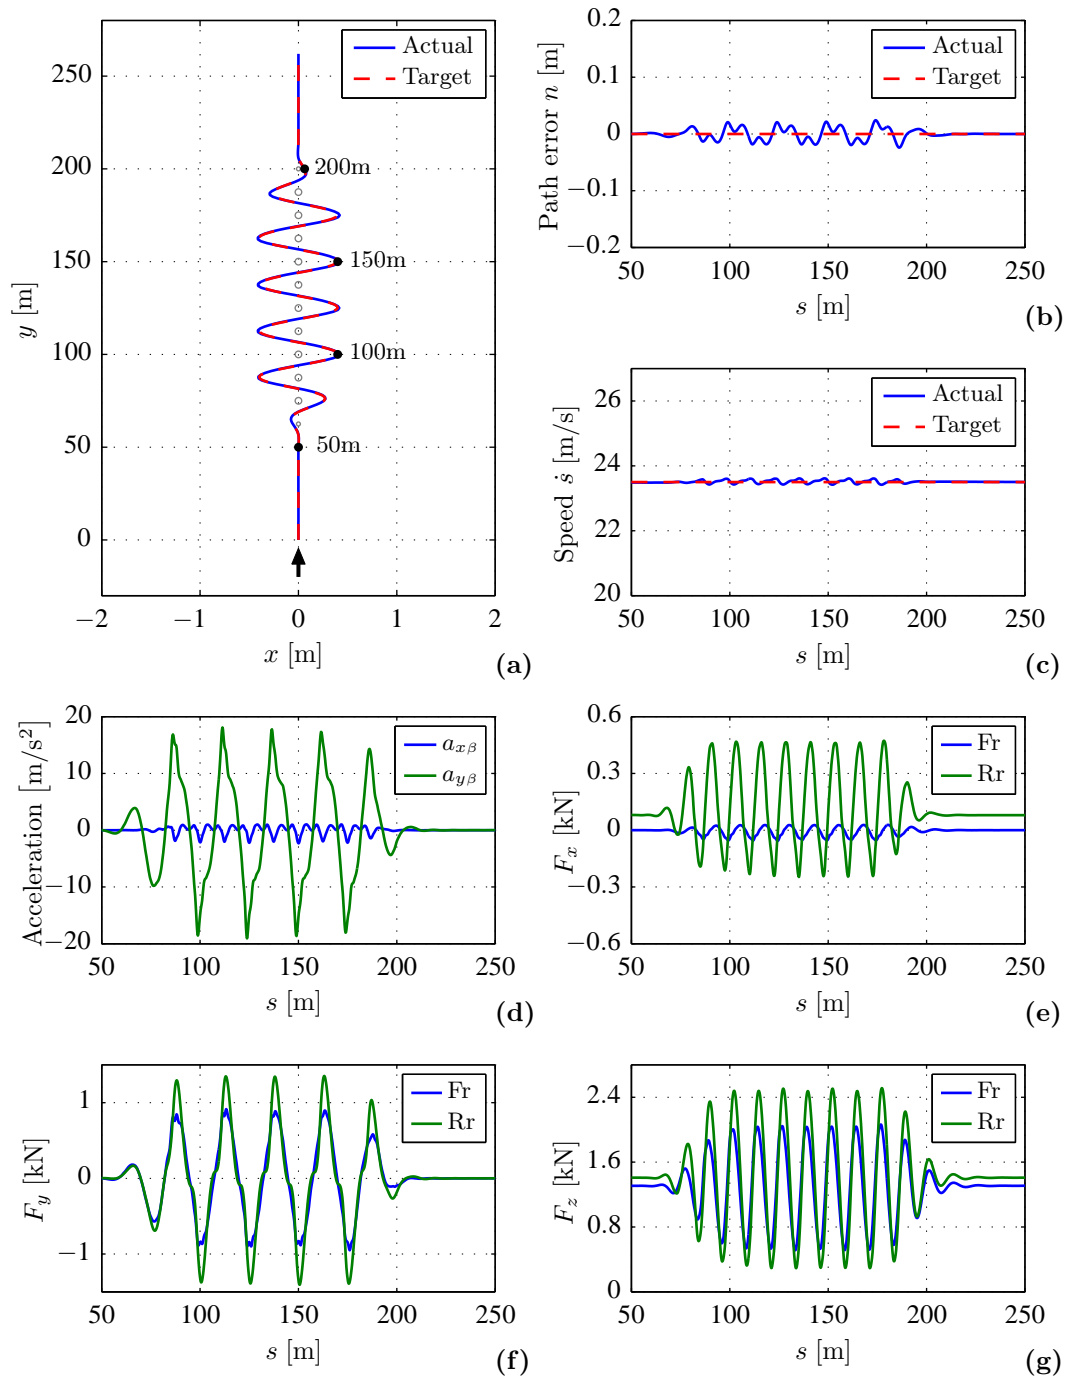 Actual
Target
250
200
150
100
50
0
200m
150m
100m
50m
y [m]
−2
−1
0
1
2
x [m]
(a)
0.2
0.1
0
−0.1
−0.2
Path error n [m]
Actual
Target
50
100
150
200
250
s [m]
(b)
26
24
22
20
Speed ṡ [m/s]
Actual
Target
50
100
150
200
250
s [m]
(c)
20
10
0
−10
−20
Acceleration [m/s²]
a_xβ
a_yβ
50
100
150
200
250
s [m]
(d)
0.6
0.3
0
−0.3
−0.6
F_x [kN]
Fr
Rr
50
100
150
200
250
s [m]
(e)
1
0
−1
F_y [kN]
Fr
Rr
50
100
150
200
250
s [m]
(f)
2.4
1.6
0.8
0
F_z [kN]
Fr
Rr
50
100
150
200
250
s [m]
(g)